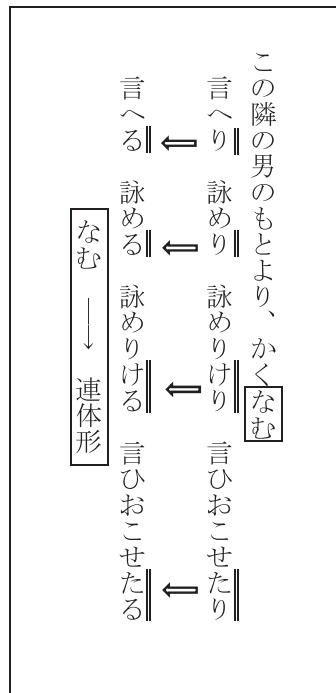 この隣の男のもとより、かくなむ
言へり　詠めり　詠めりけり　言ひおこせたり
⇐　⇐　⇐　⇐
言へる　詠める　詠めりける　言ひおこせたる
なむ　→　連体形